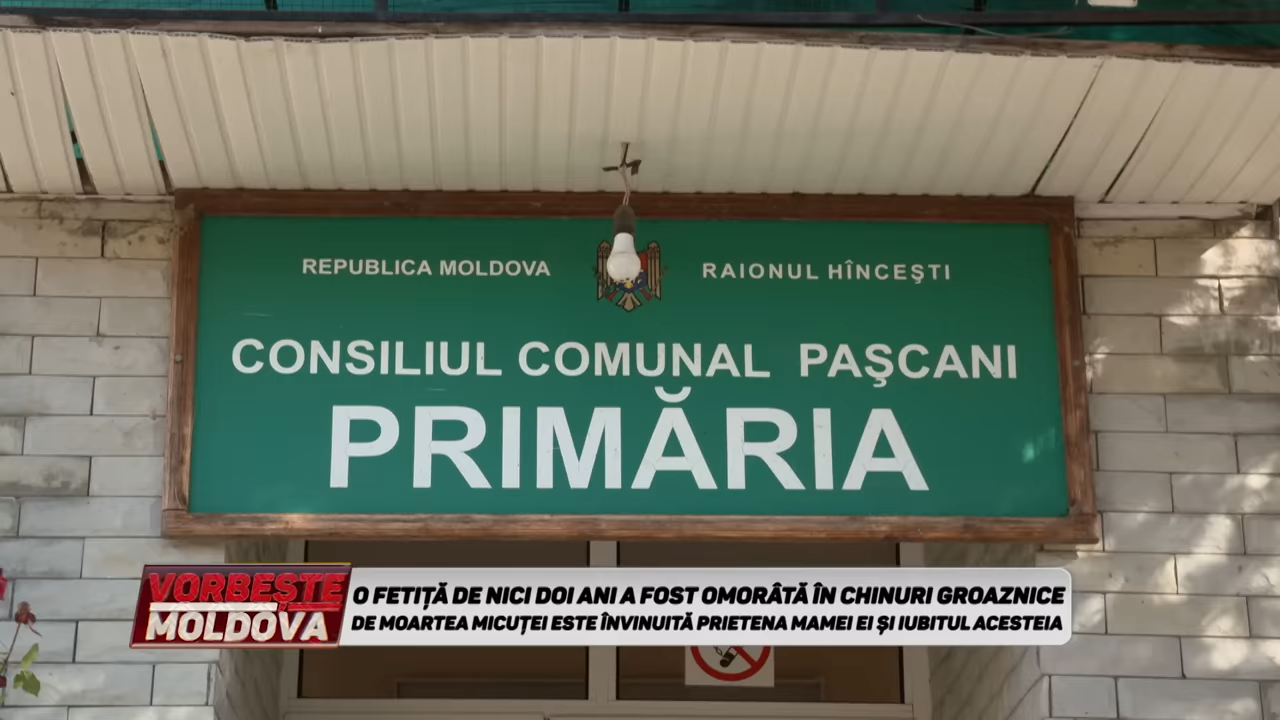 REPUBLICA MOLDOVA
RAIONUL HÎNCEŞTI
CONSILIUL COMUNAL PAŞCANI
PRIMĂRIA
VORBEȘTE
MOLDOVA
O FETIȚĂ DE NICI DOI ANI A FOST OMORÂTĂ ÎN CHINURI GROAZNICE
DE MOARTEA MICUȚEI ESTE ÎNVINUITĂ PRIETENA MAMEI EI ȘI IUBITUL ACESTEIA